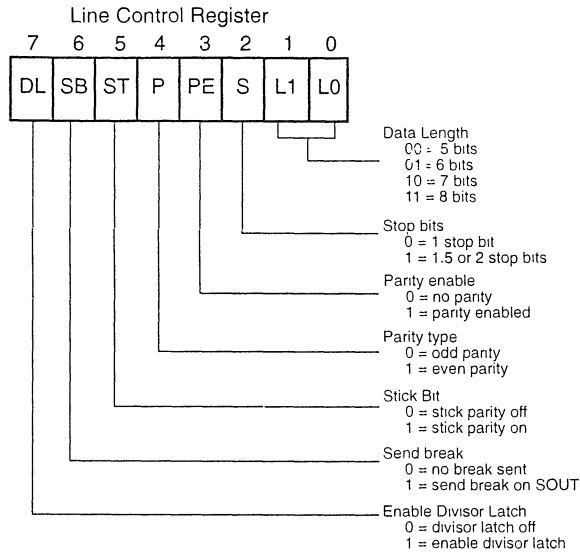 Line Control Register
7 6 5 4 3 2 1 0
DL SB ST P PE S L1 L0
Data Length
00 = 5 bits
01 = 6 bits
10 = 7 bits
11 = 8 bits
Stop bits
0 = 1 stop bit
1 = 1.5 or 2 stop bits
Parity enable
0 = no parity
1 = parity enabled
Parity type
0 = odd parity
1 = even parity
Stick Bit
0 = stick parity off
1 = stick parity on
Send break
0 = no break sent
1 = send break on SOUT
Enable Divisor Latch
0 = divisor latch off
1 = enable divisor latch